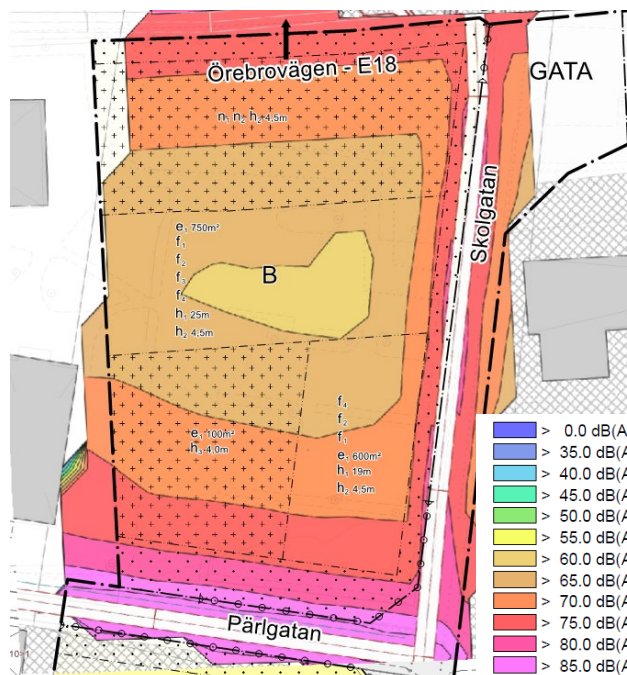 Örebrovägen - E18
GATA
n₁ n₂ h₂ 4,5m
Skolgatan
e₁ 750m²
f₁
f₂
f₃
f₄
h₁ 25m
h₂ 4,5m
B
f₄
f₂
f₁
e₁ 600m²
h₁ 19m
h₂ 4,5m
e₁ 100m²
h₃ 4,0m
Pärlgatan
> 0.0 dB(A
> 35.0 dB(A
> 40.0 dB(A
> 45.0 dB(A
> 50.0 dB(A
> 55.0 dB(A
> 60.0 dB(A
> 65.0 dB(A
> 70.0 dB(A
> 75.0 dB(A
> 80.0 dB(A
> 85.0 dB(A